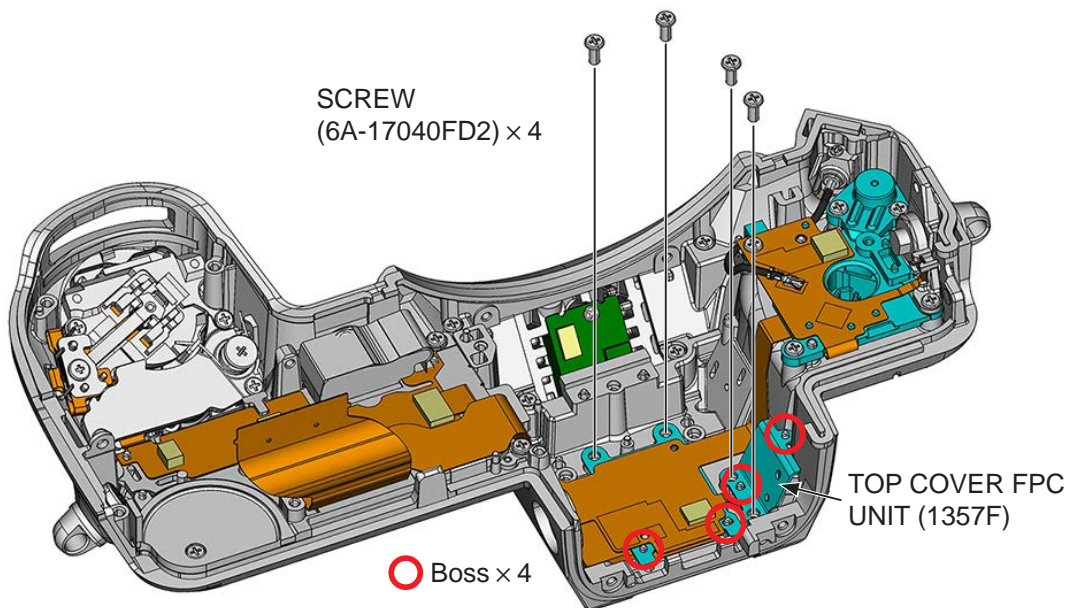 SCREW
(6A-17040FD2) × 4
TOP COVER FPC
UNIT (1357F)
Boss × 4